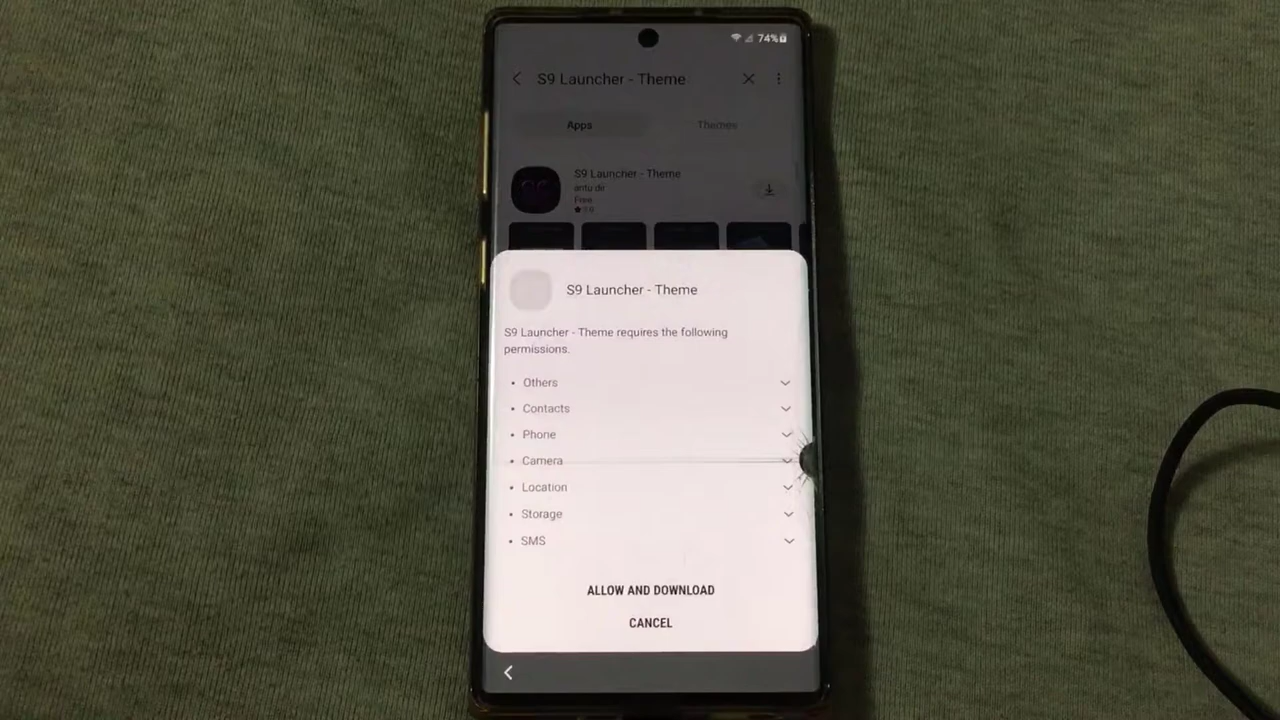 74%
S9 Launcher - Theme
Apps Themes
S9 Launcher - Theme
antu dir
Free
S9 Launcher - Theme
S9 Launcher - Theme requires the following
permissions.
• Others
• Contacts
• Phone
• Camera
• Location
• Storage
• SMS
ALLOW AND DOWNLOAD
CANCEL